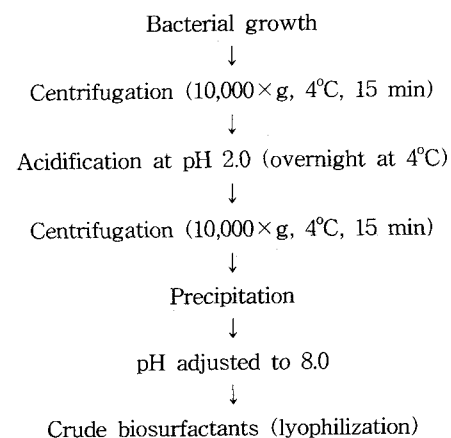 Bacterial growth
↓
Centrifugation (10,000×g, 4°C, 15 min)
↓
Acidification at pH 2.0 (overnight at 4°C)
↓
Centrifugation (10,000×g, 4°C, 15 min)
↓
Precipitation
↓
pH adjusted to 8.0
↓
Crude biosurfactants (lyophilization)